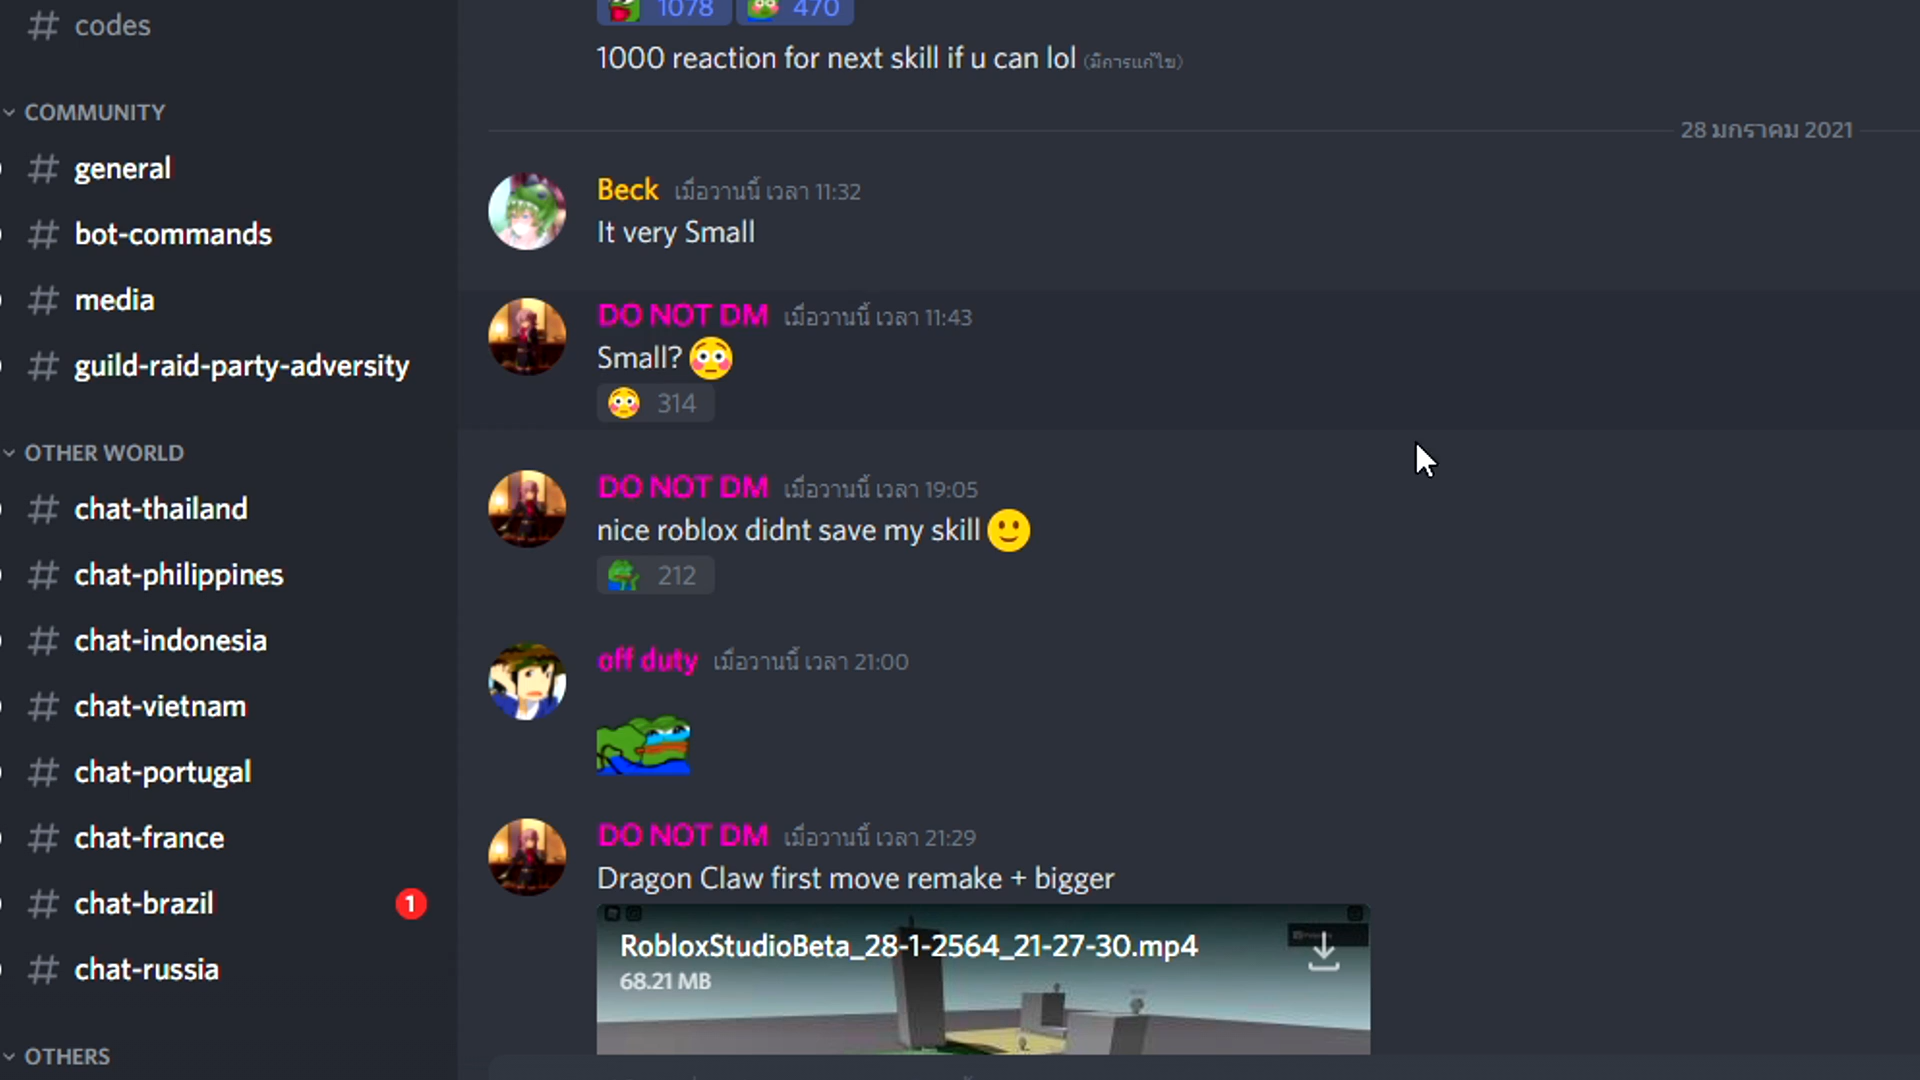 codes
COMMUNITY
general
bot-commands
media
guild-raid-party-adversity
OTHER WORLD
chat-thailand
chat-philippines
chat-indonesia
chat-vietnam
chat-portugal
chat-france
chat-brazil 1
chat-russia
OTHERS
1078 470
1000 reaction for next skill if u can lol (มีการแก้ไข)
28 มกราคม 2021
Beck เมื่อวานนี้ เวลา 11:32
It very Small
DO NOT DM เมื่อวานนี้ เวลา 11:43
Small?
314
DO NOT DM เมื่อวานนี้ เวลา 19:05
nice roblox didnt save my skill
212
off duty เมื่อวานนี้ เวลา 21:00
DO NOT DM เมื่อวานนี้ เวลา 21:29
Dragon Claw first move remake + bigger
RobloxStudioBeta_28-1-2564_21-27-30.mp4
68.21 MB